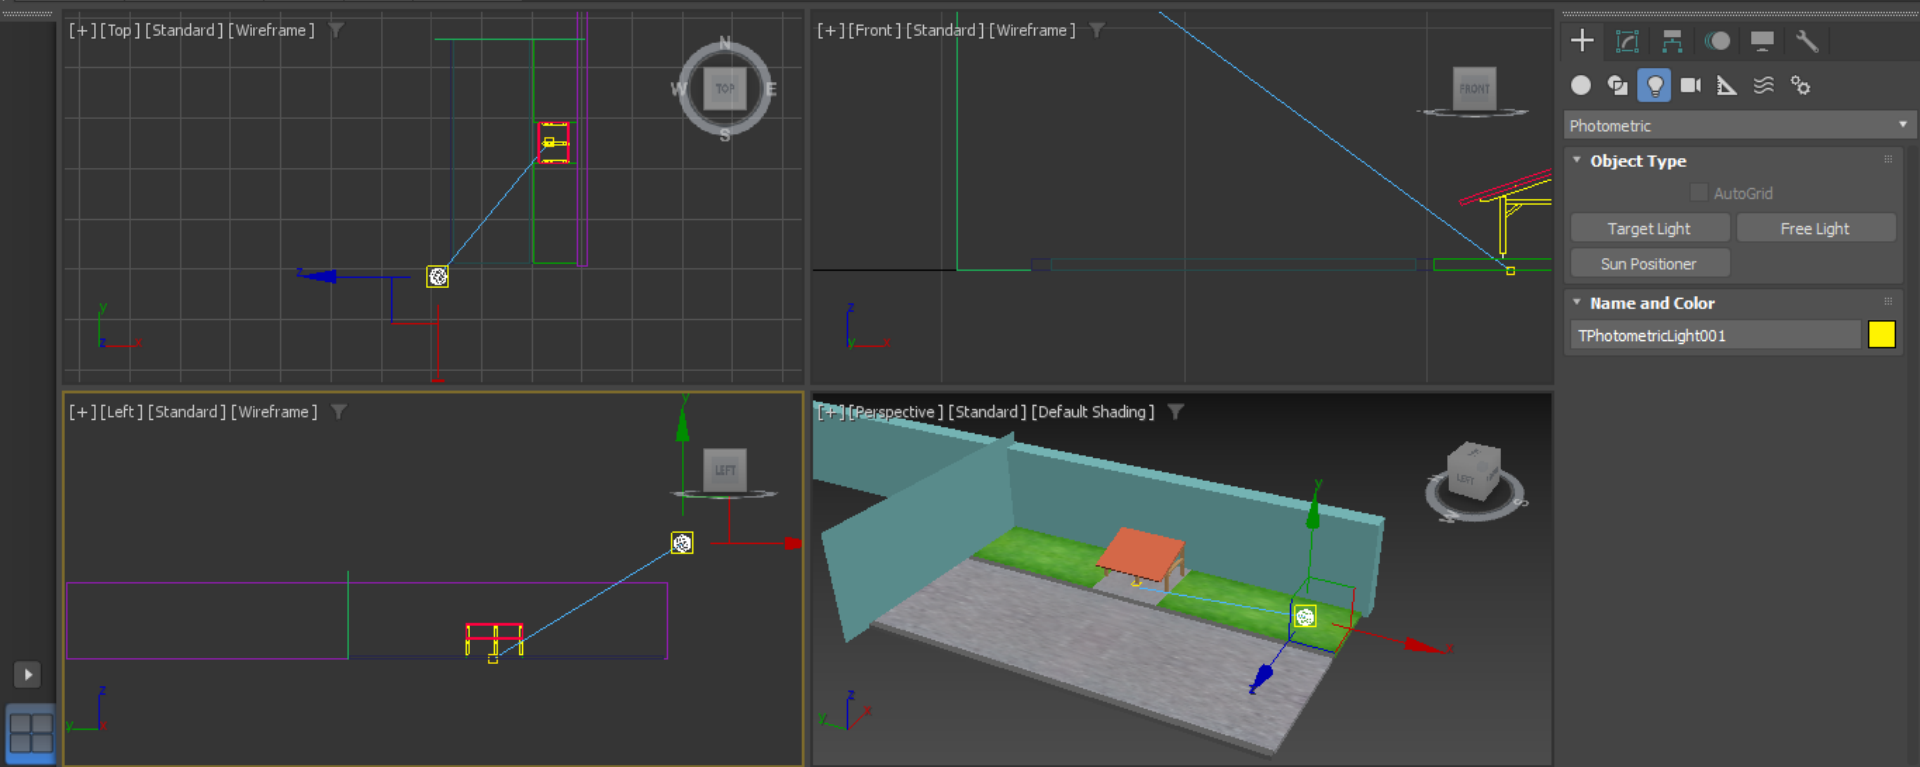 [+] [Top] [Standard] [Wireframe]
N
W
TOP
E
S
y
z
x
z
[+] [Front] [Standard] [Wireframe]
FRONT
z
y
x
[+] [Left] [Standard] [Wireframe]
y
LEFT
z
y
x
[+] [Perspective] [Standard] [Default Shading]
LEFT
W
S
y
x
z
z
y
x
Photometric
Object Type
AutoGrid
Target Light
Free Light
Sun Positioner
Name and Color
TPhotometricLight001